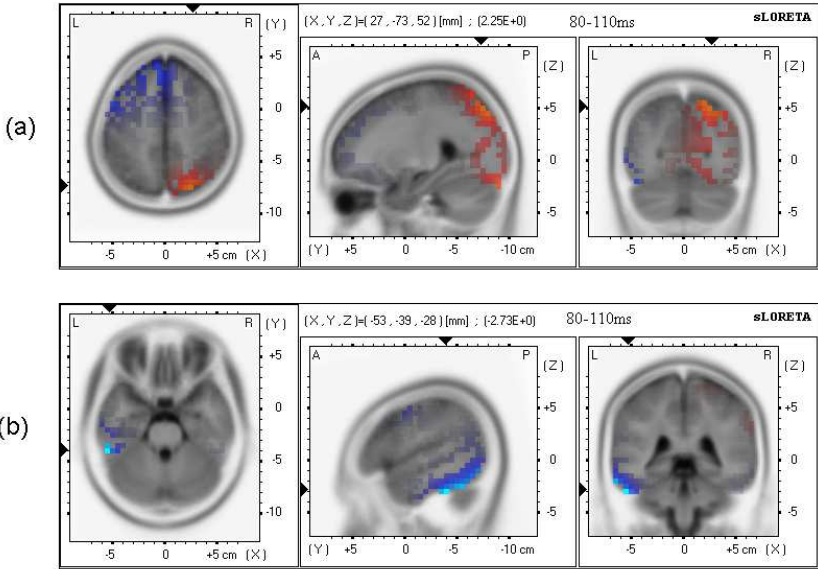 (a)
(X, Y, Z)=( 27, -73, 52) [mm] ; (2.25E+0) 80-110ms sLORETA
L R (Y)
+5
0
-5
-10
-5 0 +5 cm (X)
A P (Z)
+5
0
-5
(Y) +5 0 -5 -10 cm
L R (Z)
+5
0
-5
-5 0 +5 cm (X)
(b)
(X, Y, Z)=(-53, -39, -28) [mm] ; (-2.73E+0) 80-110ms sLORETA
L R (Y)
+5
0
-5
-10
-5 0 +5 cm (X)
A P (Z)
+5
0
-5
(Y) +5 0 -5 -10 cm
L R (Z)
+5
0
-5
-5 0 +5 cm (X)